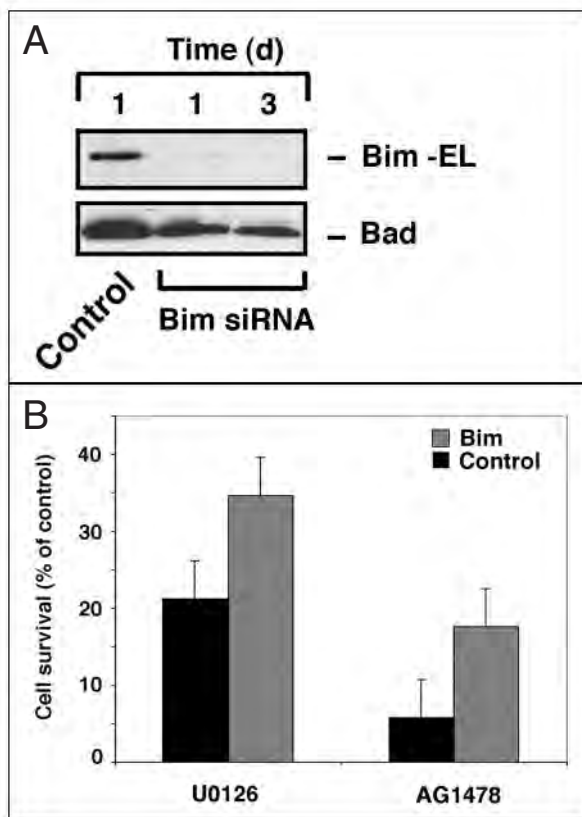 A
Time (d)
1 1 3
– Bim -EL
– Bad
Control
Bim siRNA
B
Bim
Control
Cell survival (% of control)
40
30
20
10
0
U0126 AG1478